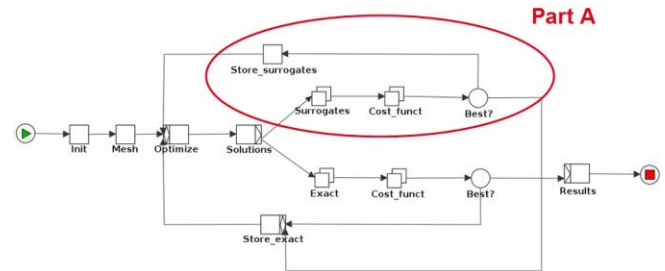 Part A
Store_surrogates
Surrogates Cost_funct Best?
Init Mesh Optimize Solutions
Exact Cost_funct Best? Results
Store_exact